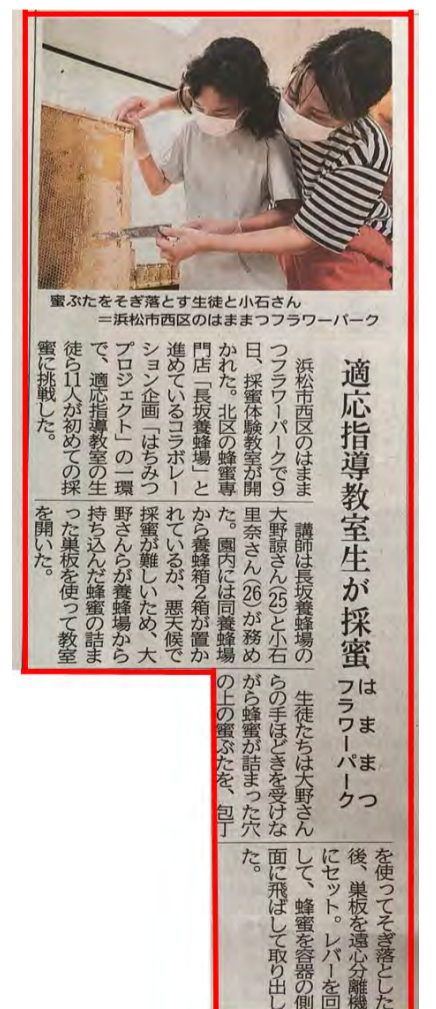 蜜ぶたをそぎ落とす生徒と小石さん
＝浜松市西区のはままつフラワーパーク
適応指導教室生が採蜜
はままつ
フラワーパーク
浜松市西区のはまま
つフラワーパークで９
日、採蜜体験教室が開
かれた。北区の蜂蜜専
門店「長坂養蜂場」と
進めているコラボレー
ション企画「はちみつ
プロジェクト」の一環
で、適応指導教室の生
徒ら11人が初めての採
蜜に挑戦した。
講師は長坂養蜂場の
大野諒さん(25)と小石
里奈さん(26)が務め
た。園内には同養蜂場
から養蜂箱２箱が置か
れているが、悪天候で
採蜜が難しいため、大
野さんらが養蜂場から
持ち込んだ蜂蜜の詰ま
った巣板を使って教室
を開いた。
生徒たちは大野さん
らの手ほどきを受けな
がら蜂蜜が詰まった穴
の上の蜜ぶたを、包丁
を使ってそぎ落とした
後、巣板を遠心分離機
にセット。レバーを回
して、蜂蜜を容器の側
面に飛ばして取り出し
た。